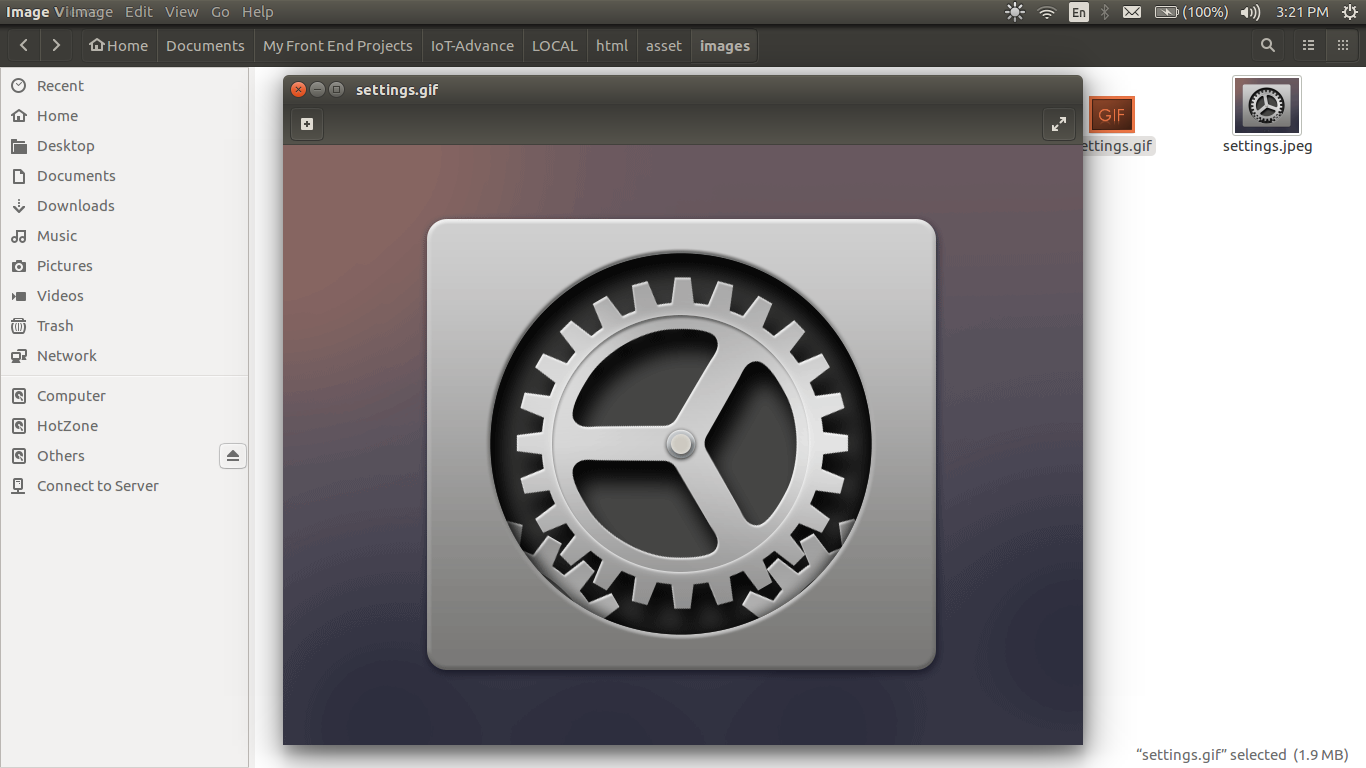 Image Viewer Image Edit View Go Help En (100%) 3:21 PM
Home Documents My Front End Projects IoT-Advance LOCAL html asset images
settings.gif
Recent
Home
Desktop
Documents
Downloads
Music
Pictures
Videos
Trash
Network
Computer
HotZone
Others
Connect to Server
GIF
ettings.gif
settings.jpeg
“settings.gif” selected (1.9 MB)